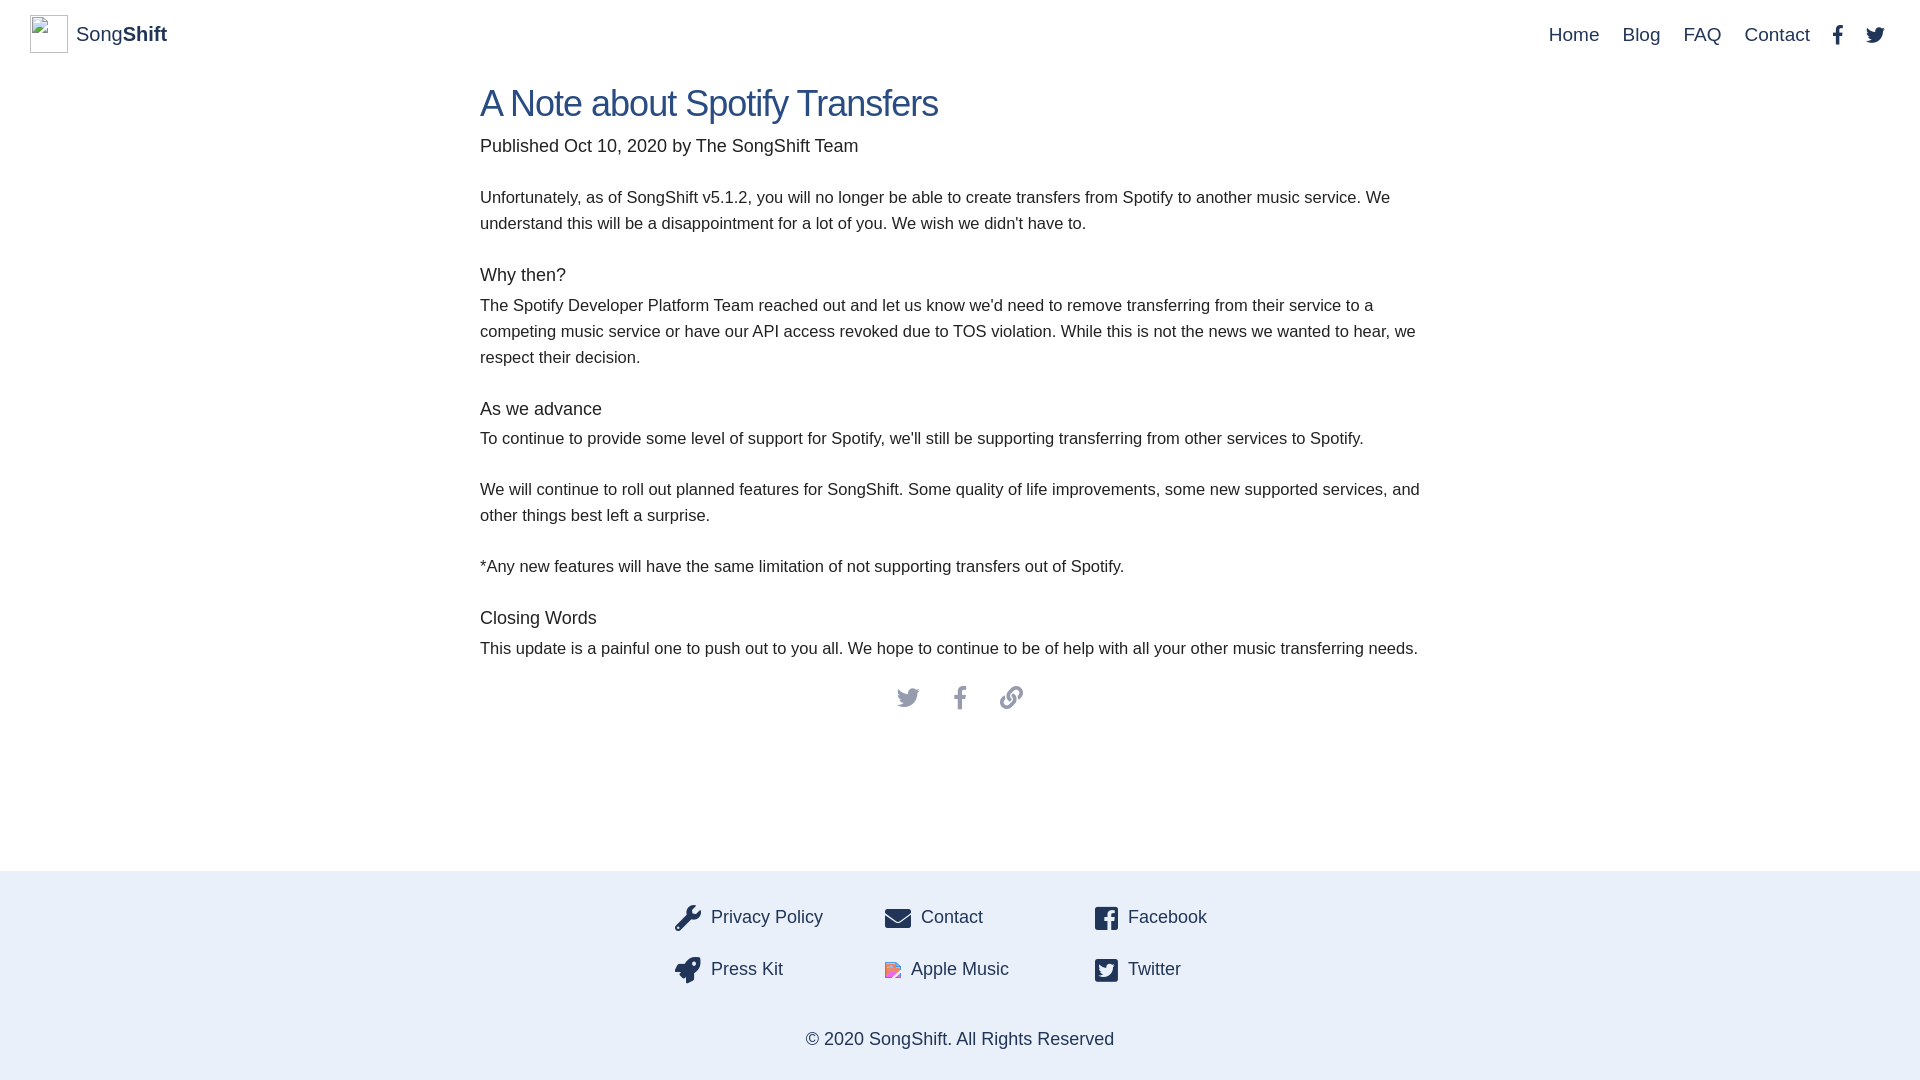 SongShift
Home Blog FAQ Contact
A Note about Spotify Transfers
Published Oct 10, 2020 by The SongShift Team
Unfortunately, as of SongShift v5.1.2, you will no longer be able to create transfers from Spotify to another music service. We
understand this will be a disappointment for a lot of you. We wish we didn't have to.
Why then?
The Spotify Developer Platform Team reached out and let us know we'd need to remove transferring from their service to a
competing music service or have our API access revoked due to TOS violation. While this is not the news we wanted to hear, we
respect their decision.
As we advance
To continue to provide some level of support for Spotify, we'll still be supporting transferring from other services to Spotify.
We will continue to roll out planned features for SongShift. Some quality of life improvements, some new supported services, and
other things best left a surprise.
*Any new features will have the same limitation of not supporting transfers out of Spotify.
Closing Words
This update is a painful one to push out to you all. We hope to continue to be of help with all your other music transferring needs.
Privacy Policy Contact Facebook
Press Kit Apple Music Twitter
© 2020 SongShift. All Rights Reserved